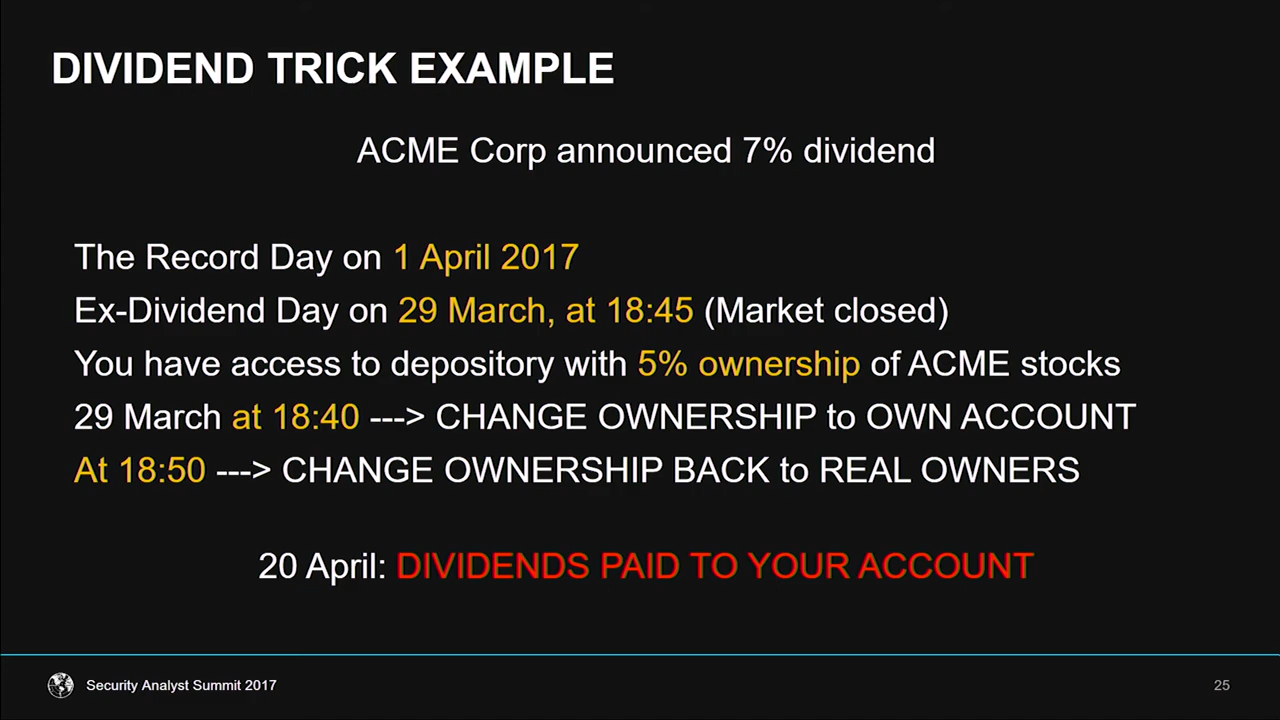 DIVIDEND TRICK EXAMPLE
ACME Corp announced 7% dividend
The Record Day on 1 April 2017
Ex-Dividend Day on 29 March, at 18:45 (Market closed)
You have access to depository with 5% ownership of ACME stocks
29 March at 18:40 ---> CHANGE OWNERSHIP to OWN ACCOUNT
At 18:50 ---> CHANGE OWNERSHIP BACK to REAL OWNERS
20 April: DIVIDENDS PAID TO YOUR ACCOUNT
Security Analyst Summit 2017
25